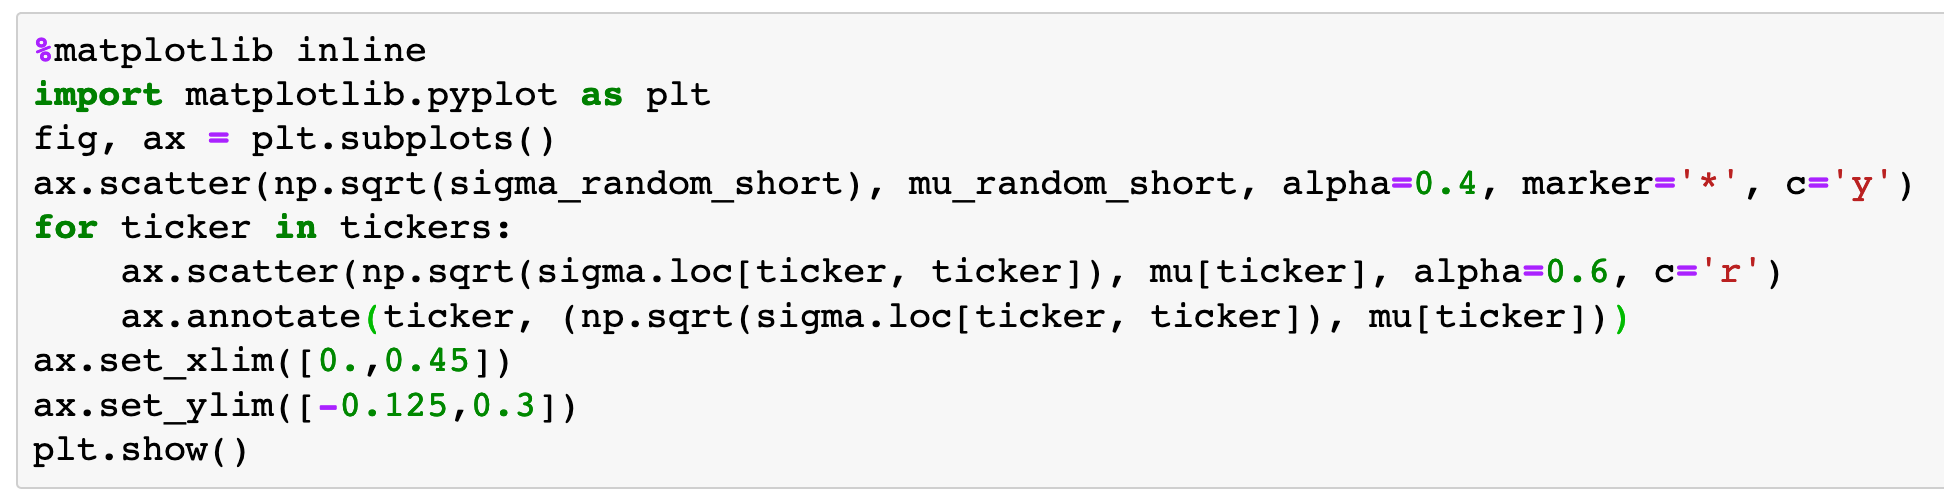 %matplotlib inline
import matplotlib.pyplot as plt
fig, ax = plt.subplots()
ax.scatter(np.sqrt(sigma_random_short), mu_random_short, alpha=0.4, marker='*', c='y')
for ticker in tickers:
    ax.scatter(np.sqrt(sigma.loc[ticker, ticker]), mu[ticker], alpha=0.6, c='r')
    ax.annotate(ticker, (np.sqrt(sigma.loc[ticker, ticker]), mu[ticker]))
ax.set_xlim([0.,0.45])
ax.set_ylim([-0.125,0.3])
plt.show()